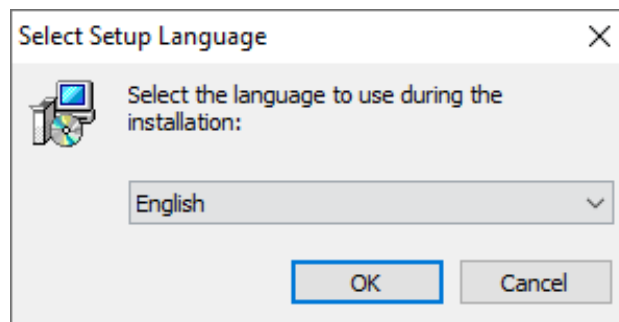 Select Setup Language
Select the language to use during the
installation:
English
OK
Cancel